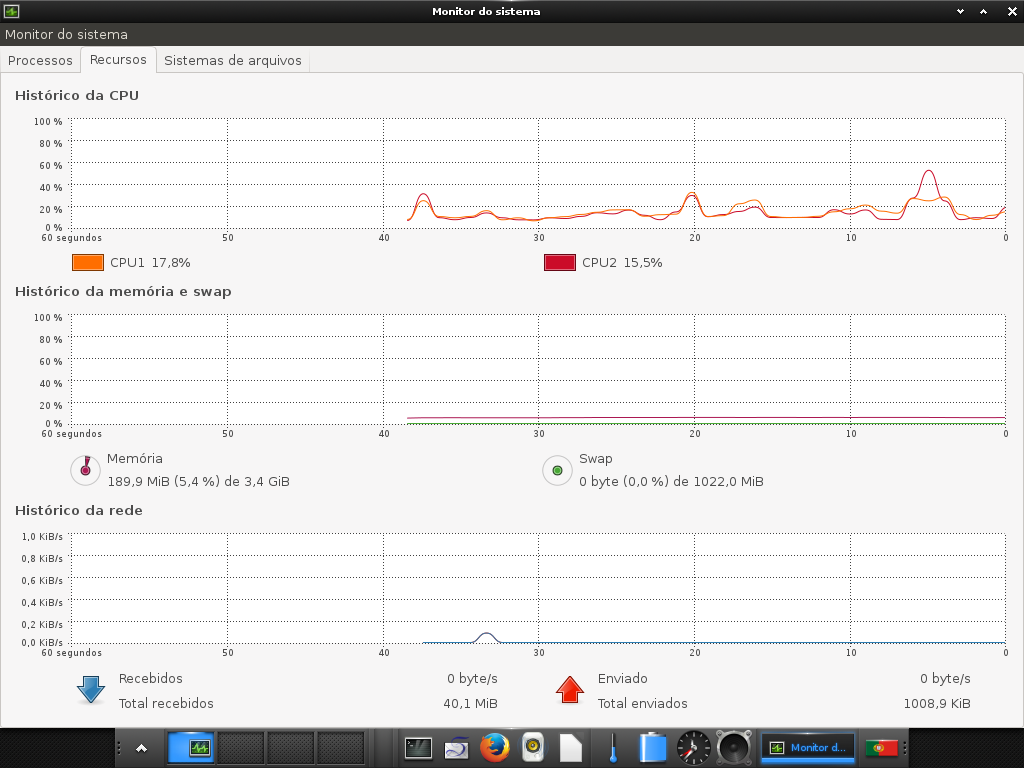 Monitor do sistema
Monitor do sistema
Processos Recursos Sistemas de arquivos
Histórico da CPU
100 %
80 %
60 %
40 %
20 %
0 %
60 segundos 50 40 30 20 10 0
CPU1 17,8% CPU2 15,5%
Histórico da memória e swap
100 %
80 %
60 %
40 %
20 %
0 %
60 segundos 50 40 30 20 10 0
Memória Swap
189,9 MiB (5,4 %) de 3,4 GiB 0 byte (0,0 %) de 1022,0 MiB
Histórico da rede
1,0 KiB/s
0,8 KiB/s
0,6 KiB/s
0,4 KiB/s
0,2 KiB/s
0,0 KiB/s
60 segundos 50 40 30 20 10 0
Recebidos 0 byte/s Enviado 0 byte/s
Total recebidos 40,1 MiB Total enviados 1008,9 KiB
Monitor d...